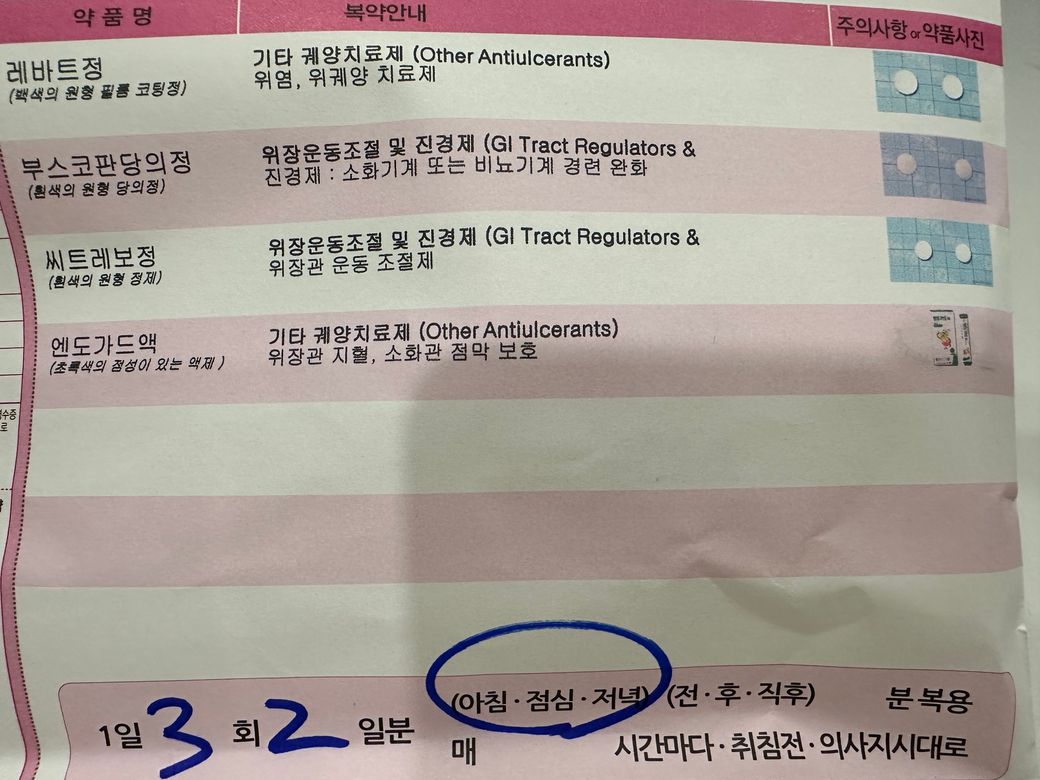 약 품 명
복약안내
주의사항 or 약품사진
레바트정
(백색의 원형 필름 코팅정)
기타 궤양치료제 (Other Antiulcerants)
위염, 위궤양 치료제
부스코판당의정
(흰색의 원형 당의정)
위장운동조절 및 진경제 (GI Tract Regulators &
진경제 : 소화기계 또는 비뇨기계 경련 완화
씨트레보정
(흰색의 원형 정제)
위장운동조절 및 진경제 (GI Tract Regulators &
위장관 운동 조절제
엔도가드액
(초록색의 점성이 있는 액제 )
기타 궤양치료제 (Other Antiulcerants)
위장관 지혈, 소화관 점막 보호
1일 3 회 2 일분
(아침 · 점심 · 저녁) (전 · 후 · 직후) 분 복용
매 시간마다 · 취침전 · 의사지시대로